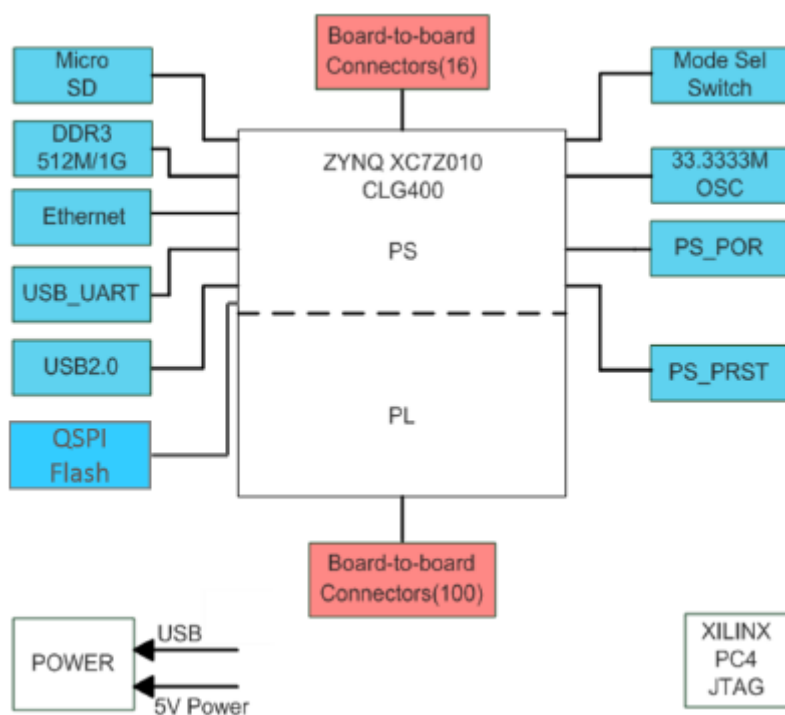 Board-to-board
Connectors(16)
Micro
SD
Mode Sel
Switch
DDR3
512M/1G
ZYNQ XC7Z010
CLG400
33.3333M
OSC
Ethernet
PS
PS_POR
USB_UART
USB2.0
PS_PRST
PL
QSPI
Flash
Board-to-board
Connectors(100)
USB
POWER
5V Power
XILINX
PC4
JTAG